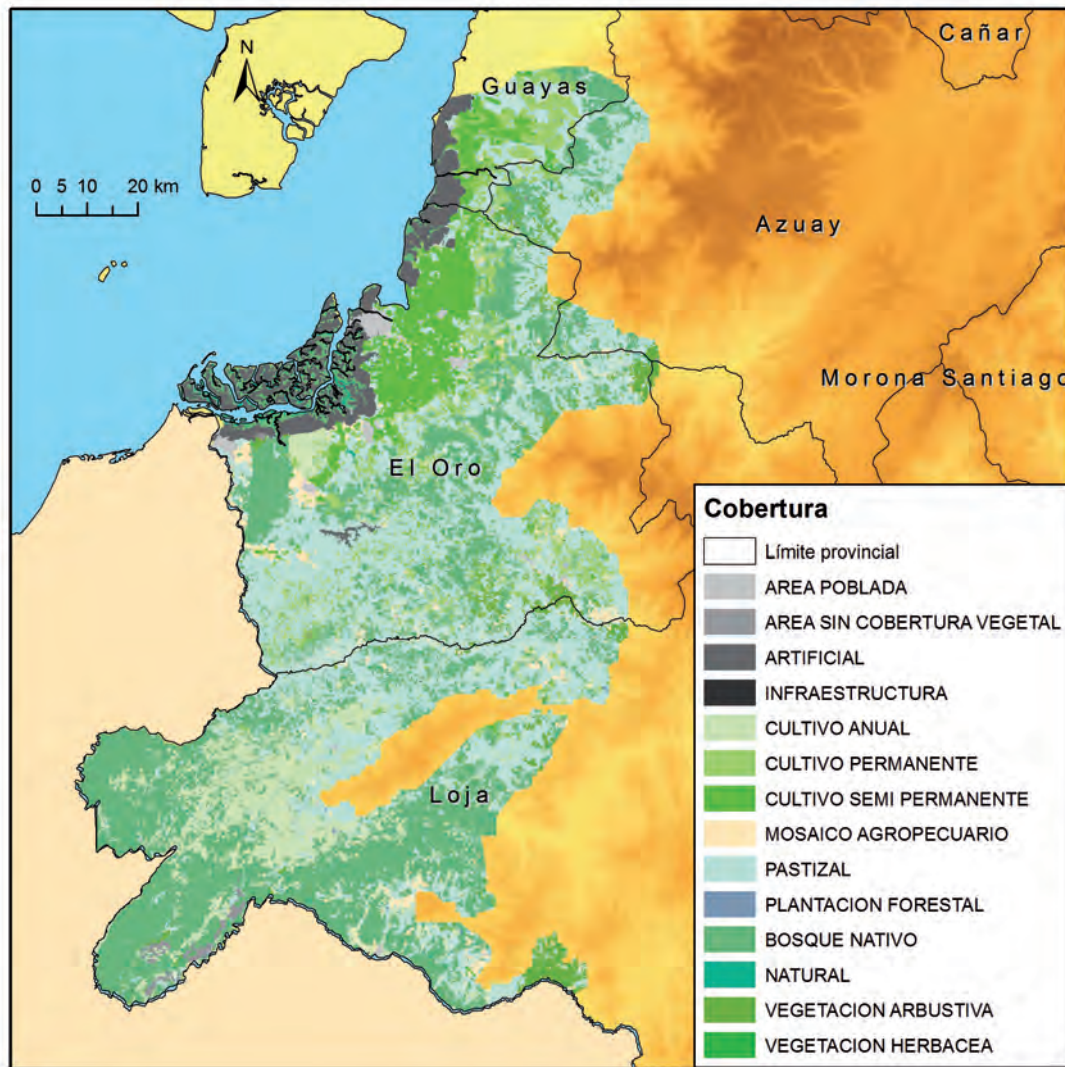 Cañar
N
Guayas
0 5 10 20 km
Azuay
Morona Santiago
El Oro
Loja
Cobertura
Límite provincial
AREA POBLADA
AREA SIN COBERTURA VEGETAL
ARTIFICIAL
INFRAESTRUCTURA
CULTIVO ANUAL
CULTIVO PERMANENTE
CULTIVO SEMI PERMANENTE
MOSAICO AGROPECUARIO
PASTIZAL
PLANTACION FORESTAL
BOSQUE NATIVO
NATURAL
VEGETACION ARBUSTIVA
VEGETACION HERBACEA